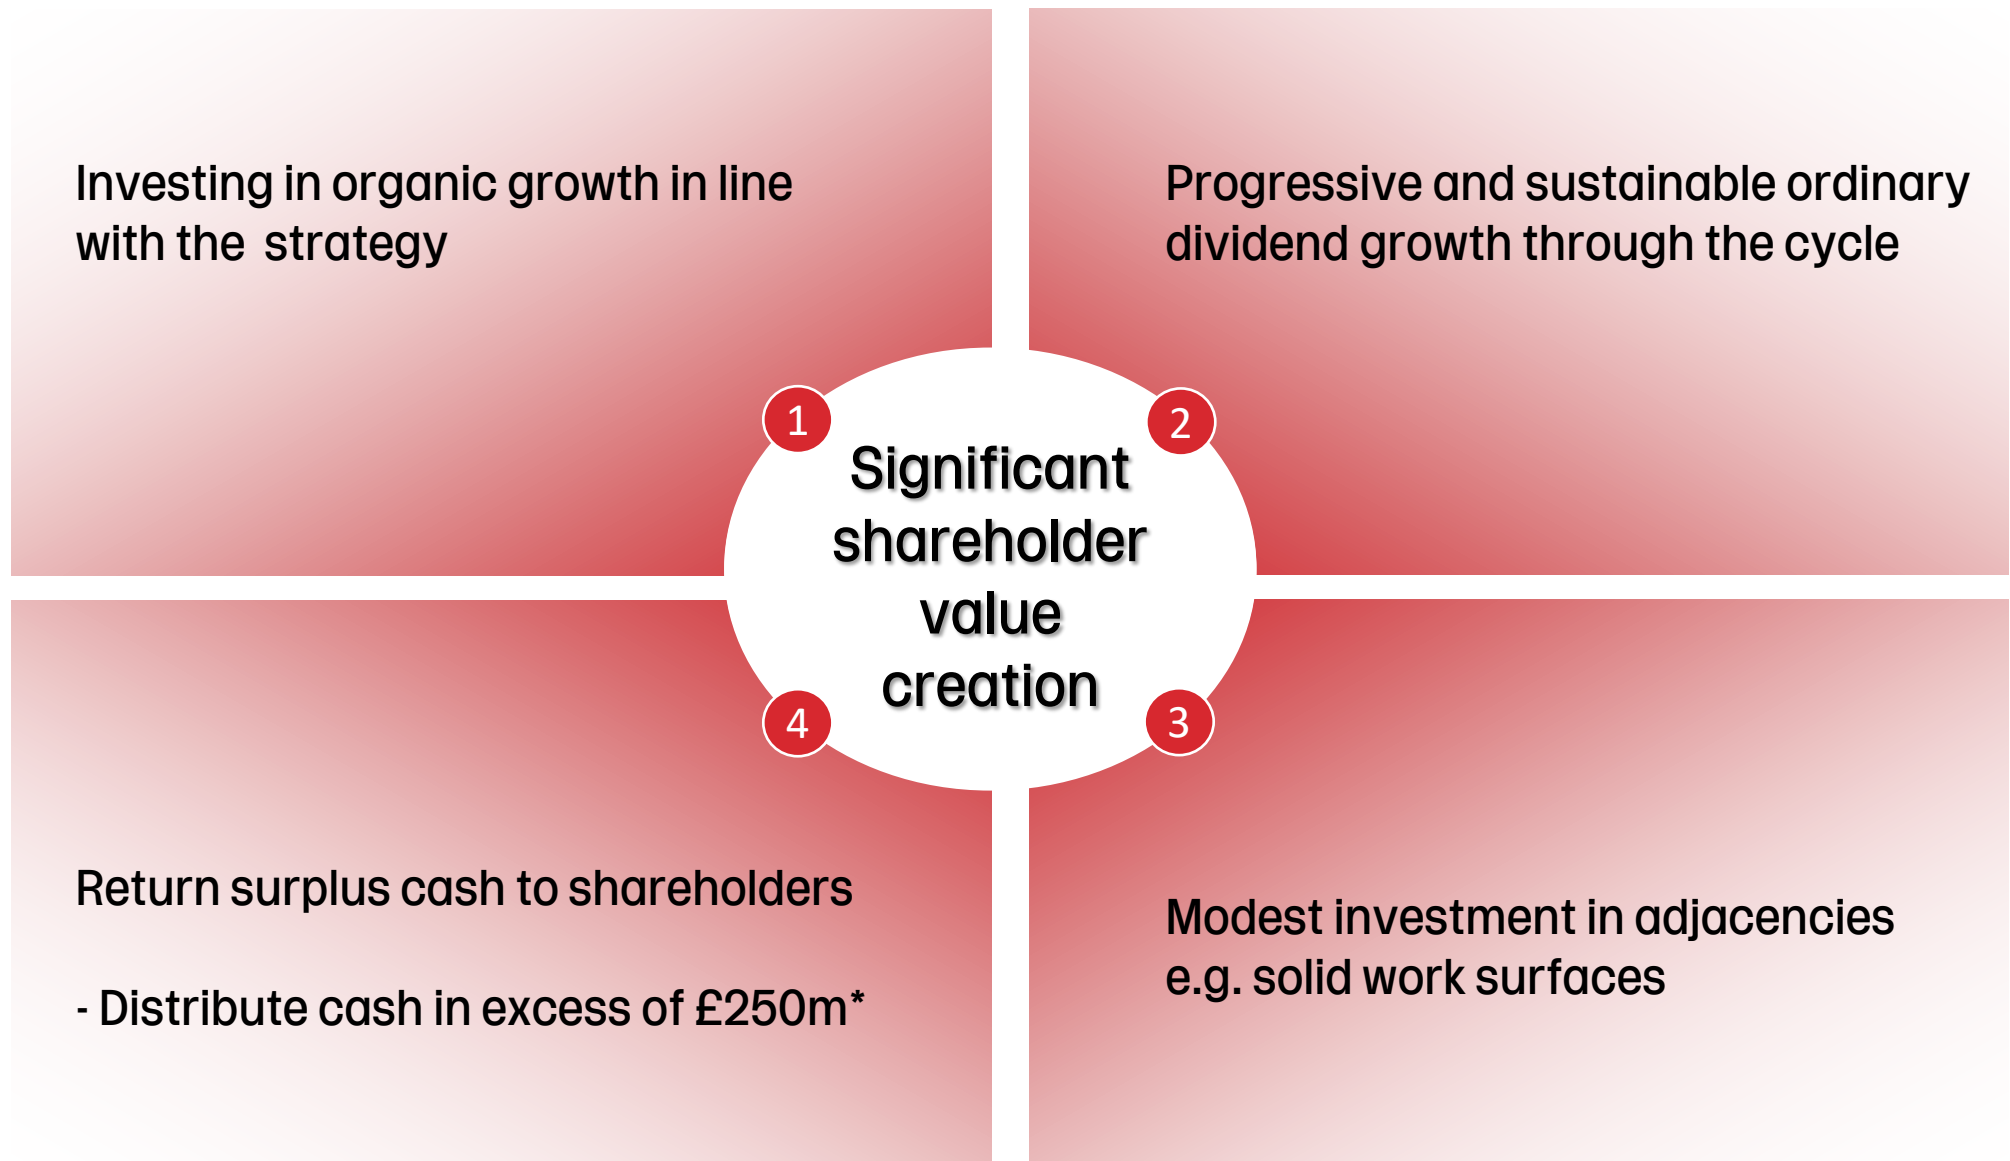 Investing in organic growth in line
with the strategy
Progressive and sustainable ordinary
dividend growth through the cycle
1
2
Significant
shareholder
value
creation
4
3
Return surplus cash to shareholders
- Distribute cash in excess of £250m*
Modest investment in adjacencies
e.g. solid work surfaces